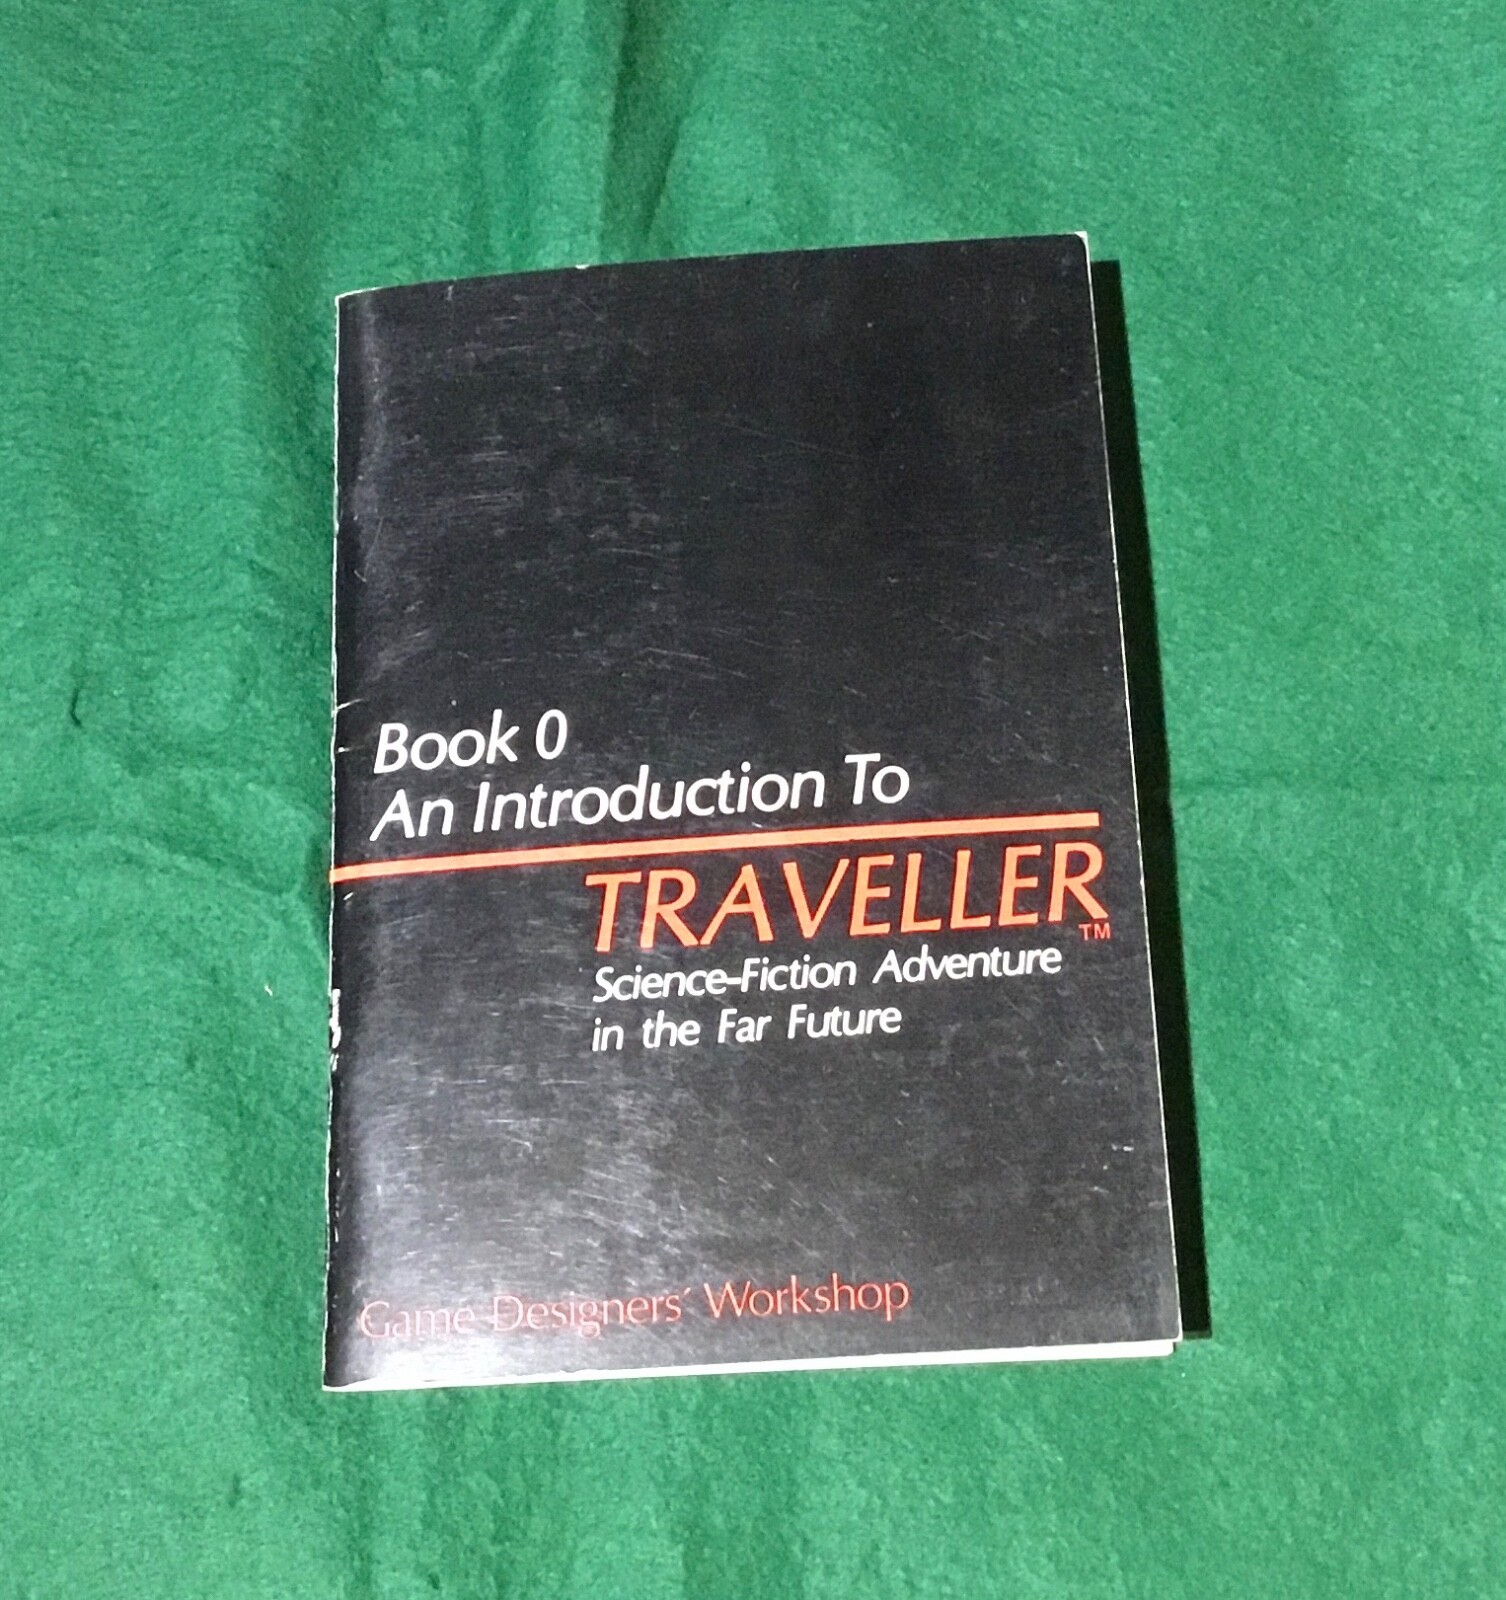 Book 0
An Introduction To
TRAVELLER
TM
Science-Fiction Adventure
in the Far Future
Game Designers' Workshop